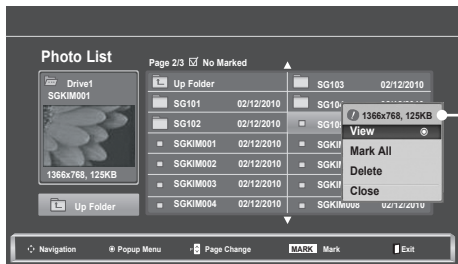 Photo List
Page 2/3 ☑ No Marked
Drive1
SGKIM001
1366x768, 125KB
Up Folder
Up Folder
SG101 02/12/2010
SG102 02/12/2010
SGKIM001 02/12/2010
SGKIM002 02/12/2010
SGKIM003 02/12/2010
SGKIM004 02/12/2010
SG103 02/12/2010
1366x768, 125KB
View
Mark All
Delete
Close
SGKIM008 02/12/2010
Navigation Popup Menu Page Change MARK Mark Exit